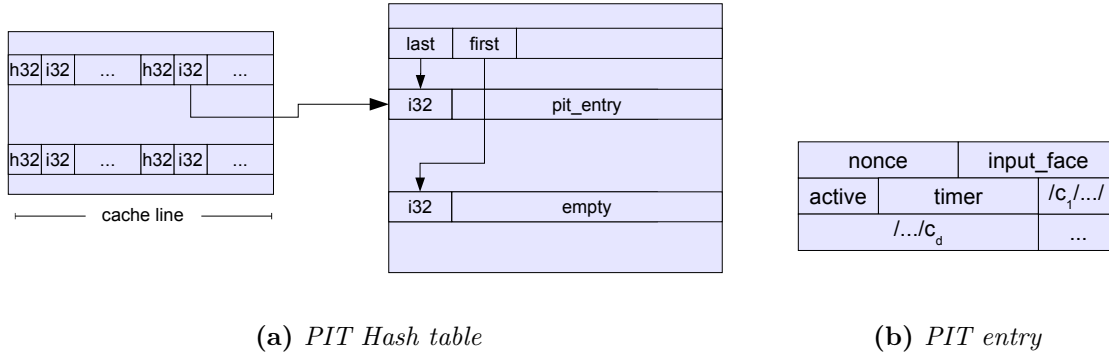 last first
h32 i32 ... h32 i32 ...
i32 pit_entry
h32 i32 ... h32 i32 ...
i32 empty
cache line
nonce input_face
active timer /c1/.../
/.../cd ...
(a) PIT Hash table
(b) PIT entry